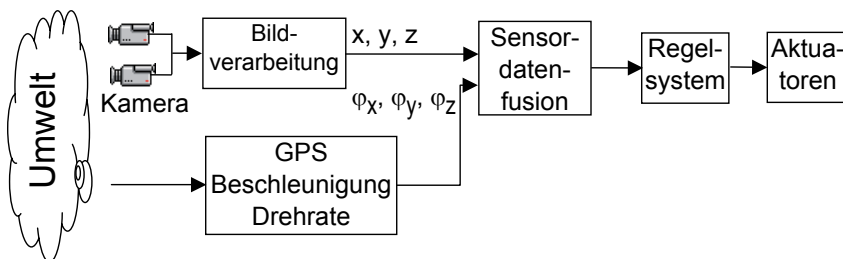 Umwelt
Kamera
Bild-
verarbeitung
x, y, z
φx, φy, φz
GPS
Beschleunigung
Drehrate
Sensor-
daten-
fusion
Regel-
system
Aktua-
toren